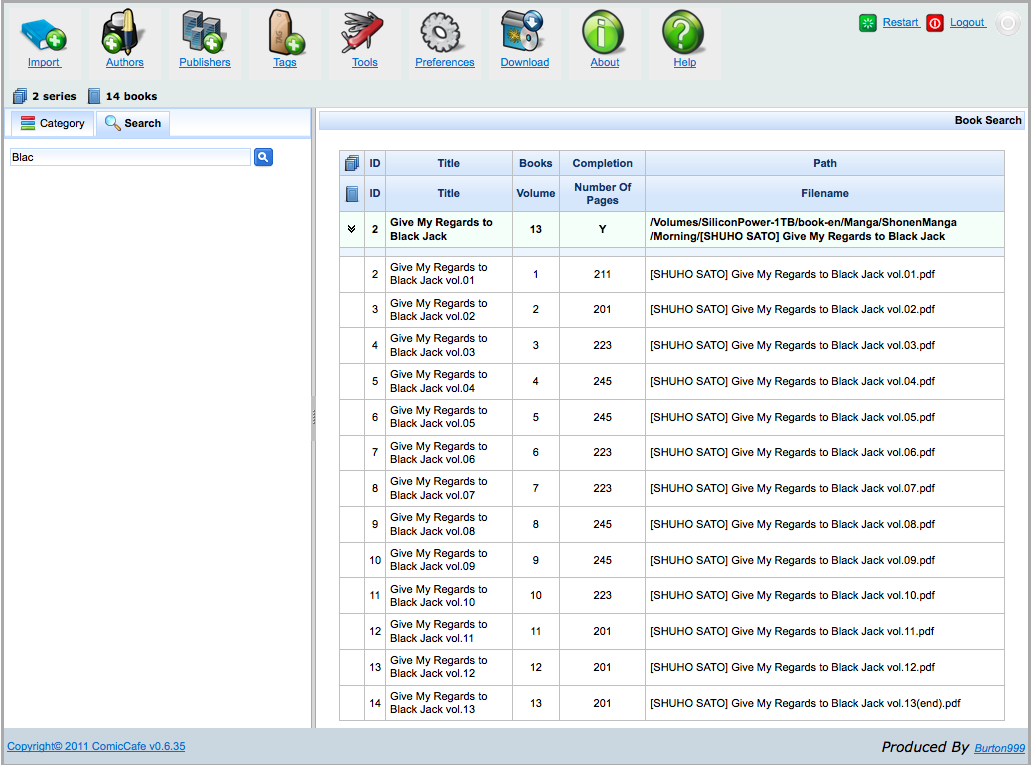 Import Authors Publishers Tags Tools Preferences Download About Help Restart Logout
TAG
2 series 14 books
Category Search
Blac
Book Search
ID Title Books Completion Path
ID Title Volume Number Of Pages Filename
2 Give My Regards to Black Jack 13 Y /Volumes/SiliconPower-1TB/book-en/Manga/ShonenManga
/Morning/[SHUHO SATO] Give My Regards to Black Jack
2 Give My Regards to
Black Jack vol.01 1 211 [SHUHO SATO] Give My Regards to Black Jack vol.01.pdf
3 Give My Regards to
Black Jack vol.02 2 201 [SHUHO SATO] Give My Regards to Black Jack vol.02.pdf
4 Give My Regards to
Black Jack vol.03 3 223 [SHUHO SATO] Give My Regards to Black Jack vol.03.pdf
5 Give My Regards to
Black Jack vol.04 4 245 [SHUHO SATO] Give My Regards to Black Jack vol.04.pdf
6 Give My Regards to
Black Jack vol.05 5 245 [SHUHO SATO] Give My Regards to Black Jack vol.05.pdf
7 Give My Regards to
Black Jack vol.06 6 223 [SHUHO SATO] Give My Regards to Black Jack vol.06.pdf
8 Give My Regards to
Black Jack vol.07 7 223 [SHUHO SATO] Give My Regards to Black Jack vol.07.pdf
9 Give My Regards to
Black Jack vol.08 8 245 [SHUHO SATO] Give My Regards to Black Jack vol.08.pdf
10 Give My Regards to
Black Jack vol.09 9 245 [SHUHO SATO] Give My Regards to Black Jack vol.09.pdf
11 Give My Regards to
Black Jack vol.10 10 223 [SHUHO SATO] Give My Regards to Black Jack vol.10.pdf
12 Give My Regards to
Black Jack vol.11 11 201 [SHUHO SATO] Give My Regards to Black Jack vol.11.pdf
13 Give My Regards to
Black Jack vol.12 12 201 [SHUHO SATO] Give My Regards to Black Jack vol.12.pdf
14 Give My Regards to
Black Jack vol.13 13 201 [SHUHO SATO] Give My Regards to Black Jack vol.13(end).pdf
Copyright© 2011 ComicCafe v0.6.35
Produced By Burton999